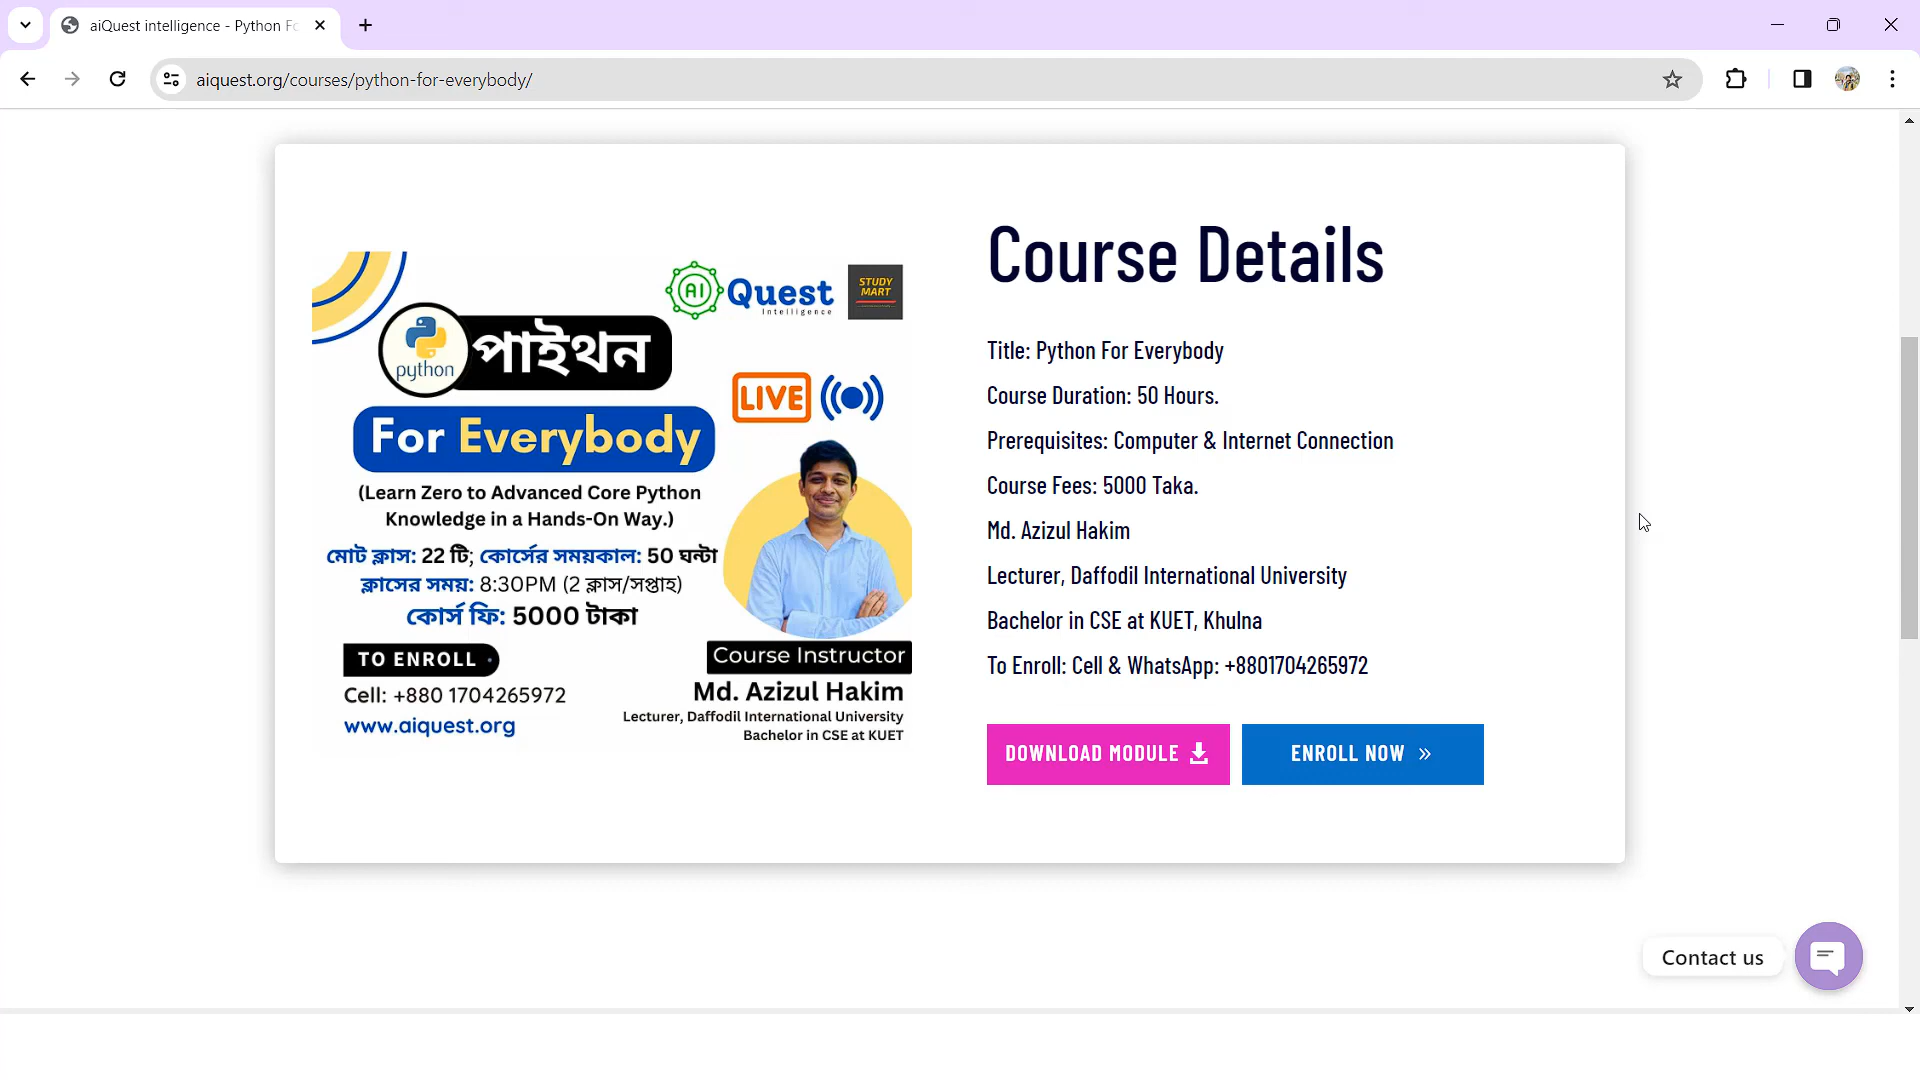 aiQuest intelligence - Python Fo
aiquest.org/courses/python-for-everybody/
AI Quest
Intelligence
STUDY
MART
python
পাইথন
LIVE
For Everybody
(Learn Zero to Advanced Core Python
Knowledge in a Hands-On Way.)
মোট ক্লাস: 22 টি; কোর্সের সময়কাল: 50 ঘন্টা
ক্লাসের সময়: 8:30PM (2 ক্লাস/সপ্তাহ)
কোর্স ফি: 5000 টাকা
TO ENROLL
Cell: +880 1704265972
www.aiquest.org
Course Instructor
Md. Azizul Hakim
Lecturer, Daffodil International University
Bachelor in CSE at KUET
Course Details
Title: Python For Everybody
Course Duration: 50 Hours.
Prerequisites: Computer & Internet Connection
Course Fees: 5000 Taka.
Md. Azizul Hakim
Lecturer, Daffodil International University
Bachelor in CSE at KUET, Khulna
To Enroll: Cell & WhatsApp: +8801704265972
DOWNLOAD MODULE
ENROLL NOW »
Contact us